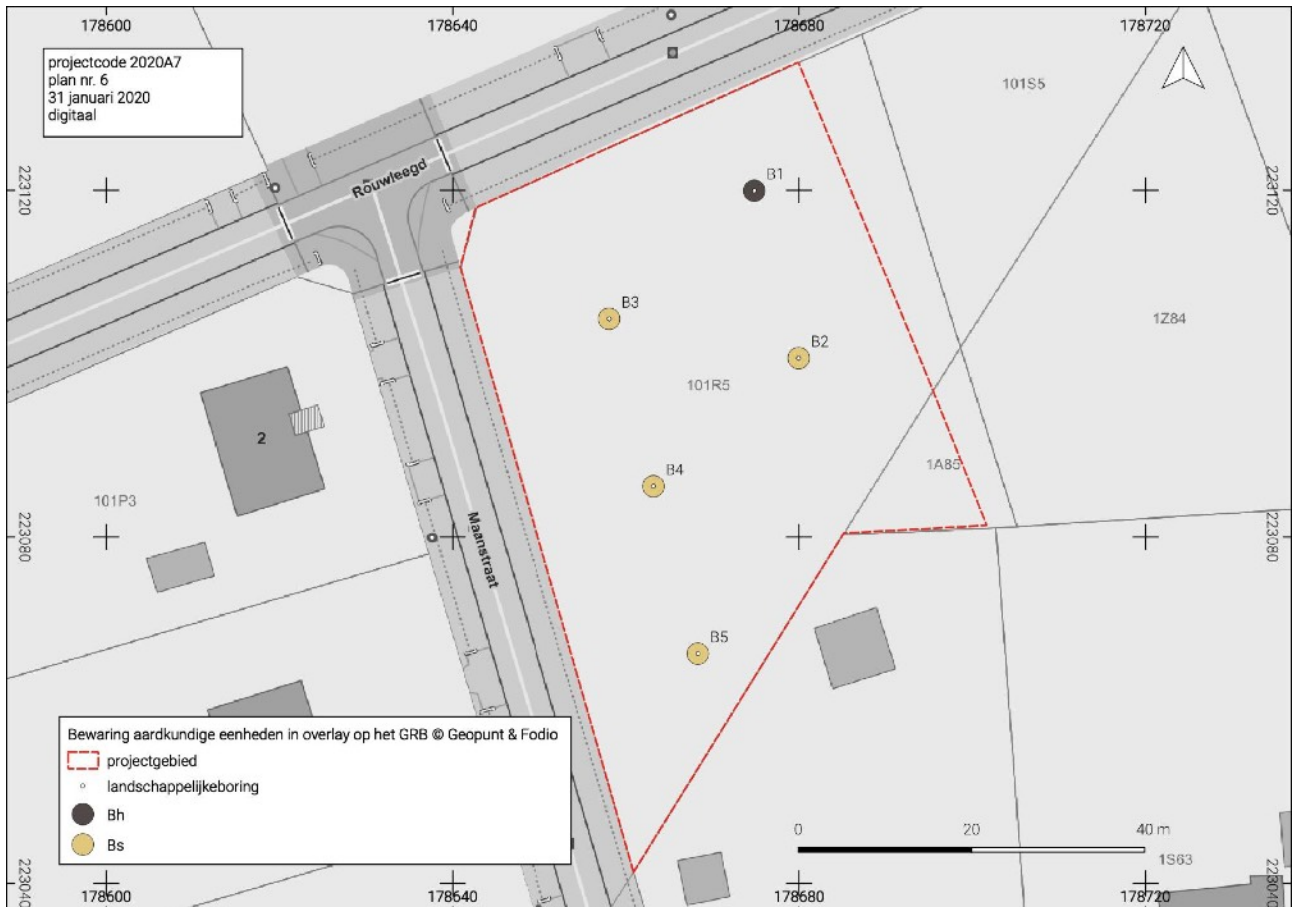 178600
178640
178680
178720
projectcode 2020A7
plan nr. 6
31 januari 2020
digitaal
101S5
223120
Rouwleegd
B1
223120
B3
1Z84
B2
101R5
2
1A85
B4
101P3
223080
Maanstraat
223080
B5
Bewaring aardkundige eenheden in overlay op het GRB © Geopunt & Fodio
projectgebied
landschappelijkeboring
Bh
Bs
0 20 40 m
1S63
223040
223040
178600
178640
178680
178720